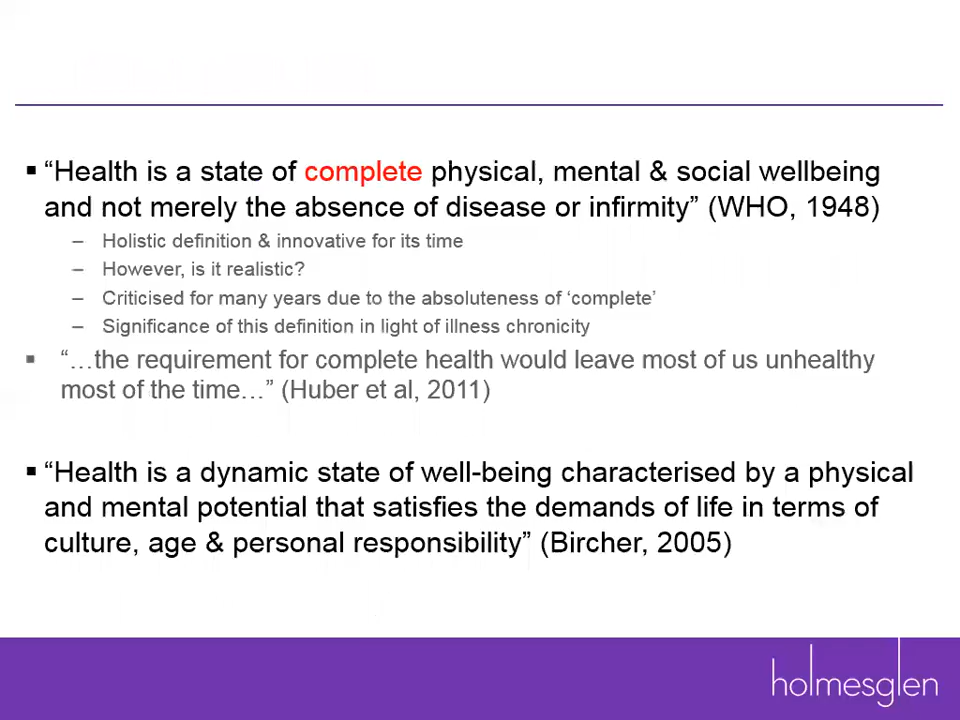 ▪ “Health is a state of complete physical, mental & social wellbeing
and not merely the absence of disease or infirmity” (WHO, 1948)
– Holistic definition & innovative for its time
– However, is it realistic?
– Criticised for many years due to the absoluteness of ‘complete’
– Significance of this definition in light of illness chronicity
▪ “…the requirement for complete health would leave most of us unhealthy
most of the time…” (Huber et al, 2011)
▪ “Health is a dynamic state of well-being characterised by a physical
and mental potential that satisfies the demands of life in terms of
culture, age & personal responsibility” (Bircher, 2005)
holmesglen